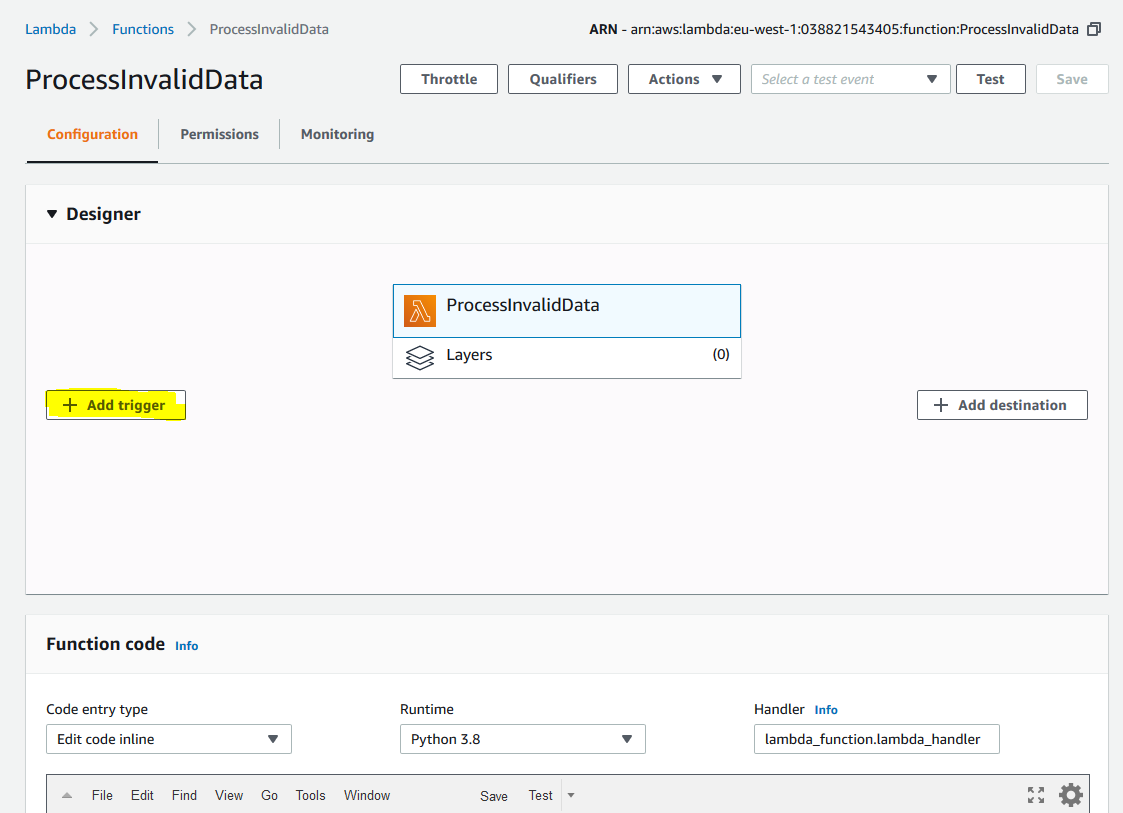 Lambda Functions ProcessInvalidData ARN - arn:aws:lambda:eu-west-1:038821543405:function:ProcessInvalidData
ProcessInvalidData Throttle Qualifiers Actions Select a test event Test Save
Configuration Permissions Monitoring
Designer
ProcessInvalidData
Layers (0)
+ Add trigger + Add destination
Function code Info
Code entry type Runtime Handler Info
Edit code inline Python 3.8 lambda_function.lambda_handler
File Edit Find View Go Tools Window Save Test